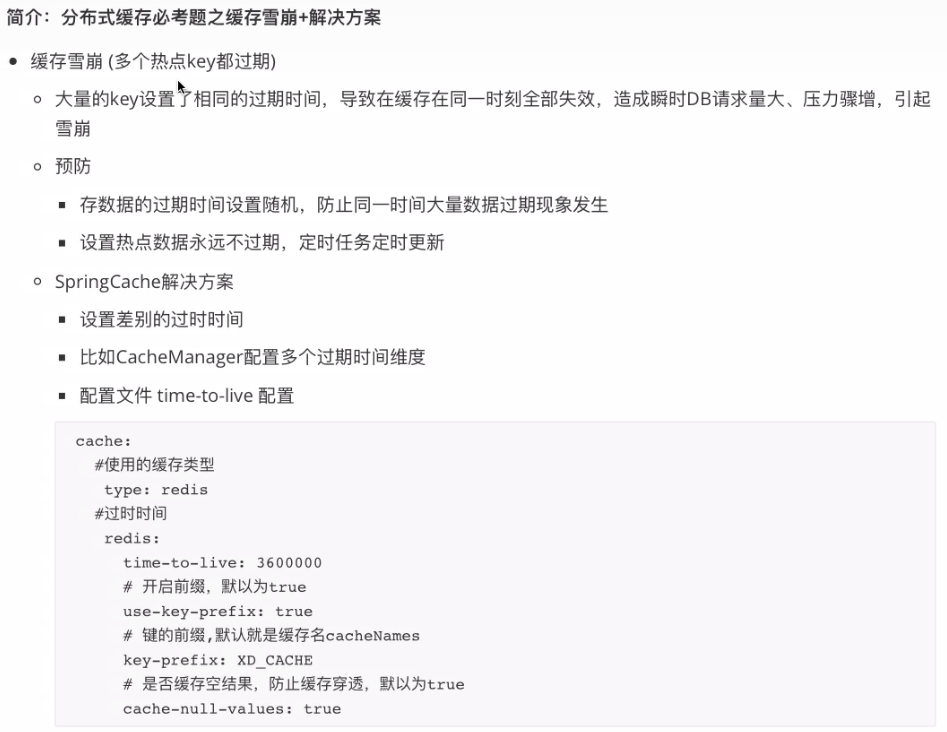 简介：分布式缓存必考题之缓存雪崩+解决方案
缓存雪崩 (多个热点key都过期)
大量的key设置了相同的过期时间，导致在缓存在同一时刻全部失效，造成瞬时DB请求量大、压力骤增，引起
雪崩
预防
存数据的过期时间设置随机，防止同一时间大量数据过期现象发生
设置热点数据永远不过期，定时任务定时更新
SpringCache解决方案
设置差别的过时时间
比如CacheManager配置多个过期时间维度
配置文件 time-to-live 配置
cache:
#使用的缓存类型
type: redis
#过时时间
redis:
time-to-live: 3600000
# 开启前缀，默以为true
use-key-prefix: true
# 键的前缀,默认就是缓存名cacheNames
key-prefix: XD_CACHE
# 是否缓存空结果，防止缓存穿透，默以为true
cache-null-values: true